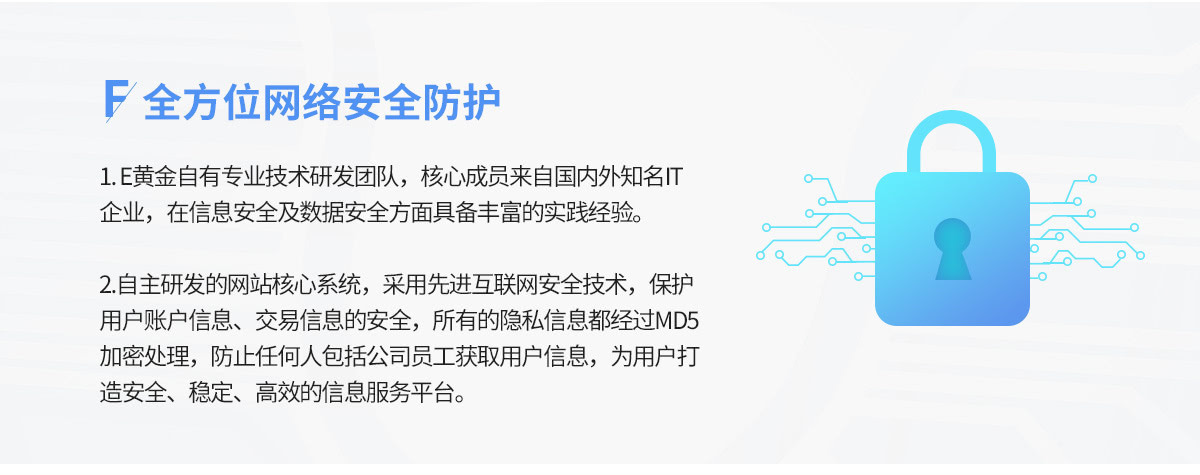 F 全方位网络安全防护
1. E黄金自有专业技术研发团队，核心成员来自国内外知名IT
企业，在信息安全及数据安全方面具备丰富的实践经验。
2.自主研发的网站核心系统，采用先进互联网安全技术，保护
用户账户信息、交易信息的安全，所有的隐私信息都经过MD5
加密处理，防止任何人包括公司员工获取用户信息，为用户打
造安全、稳定、高效的信息服务平台。